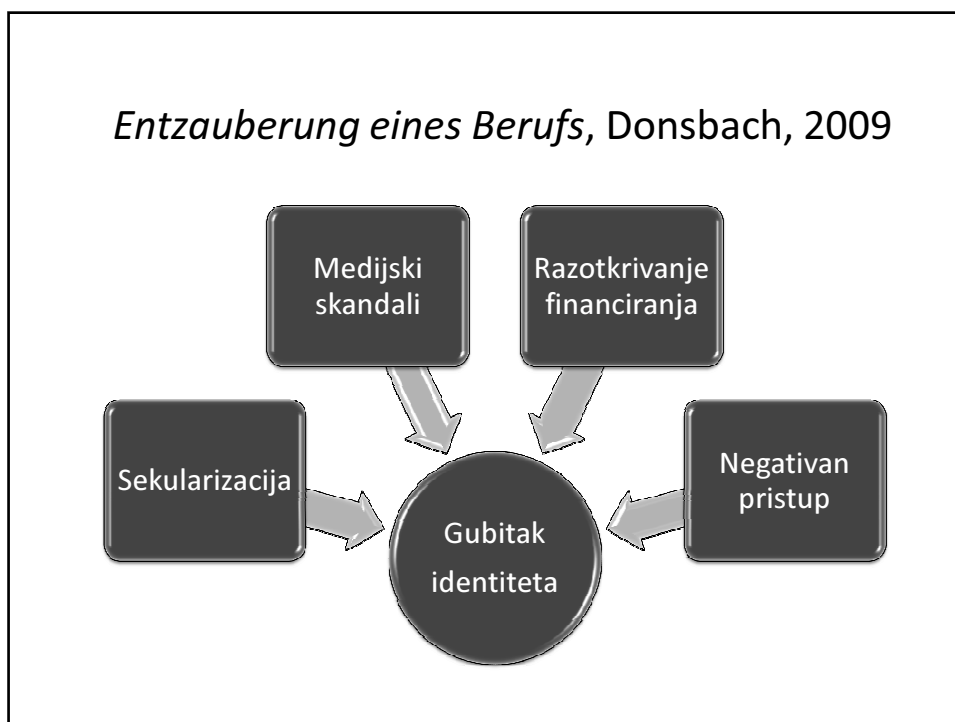 Entzauberung eines Berufs, Donsbach, 2009
Medijski
skandali
Razotkrivanje
financiranja
Sekularizacija
Negativan
pristup
Gubitak
identiteta